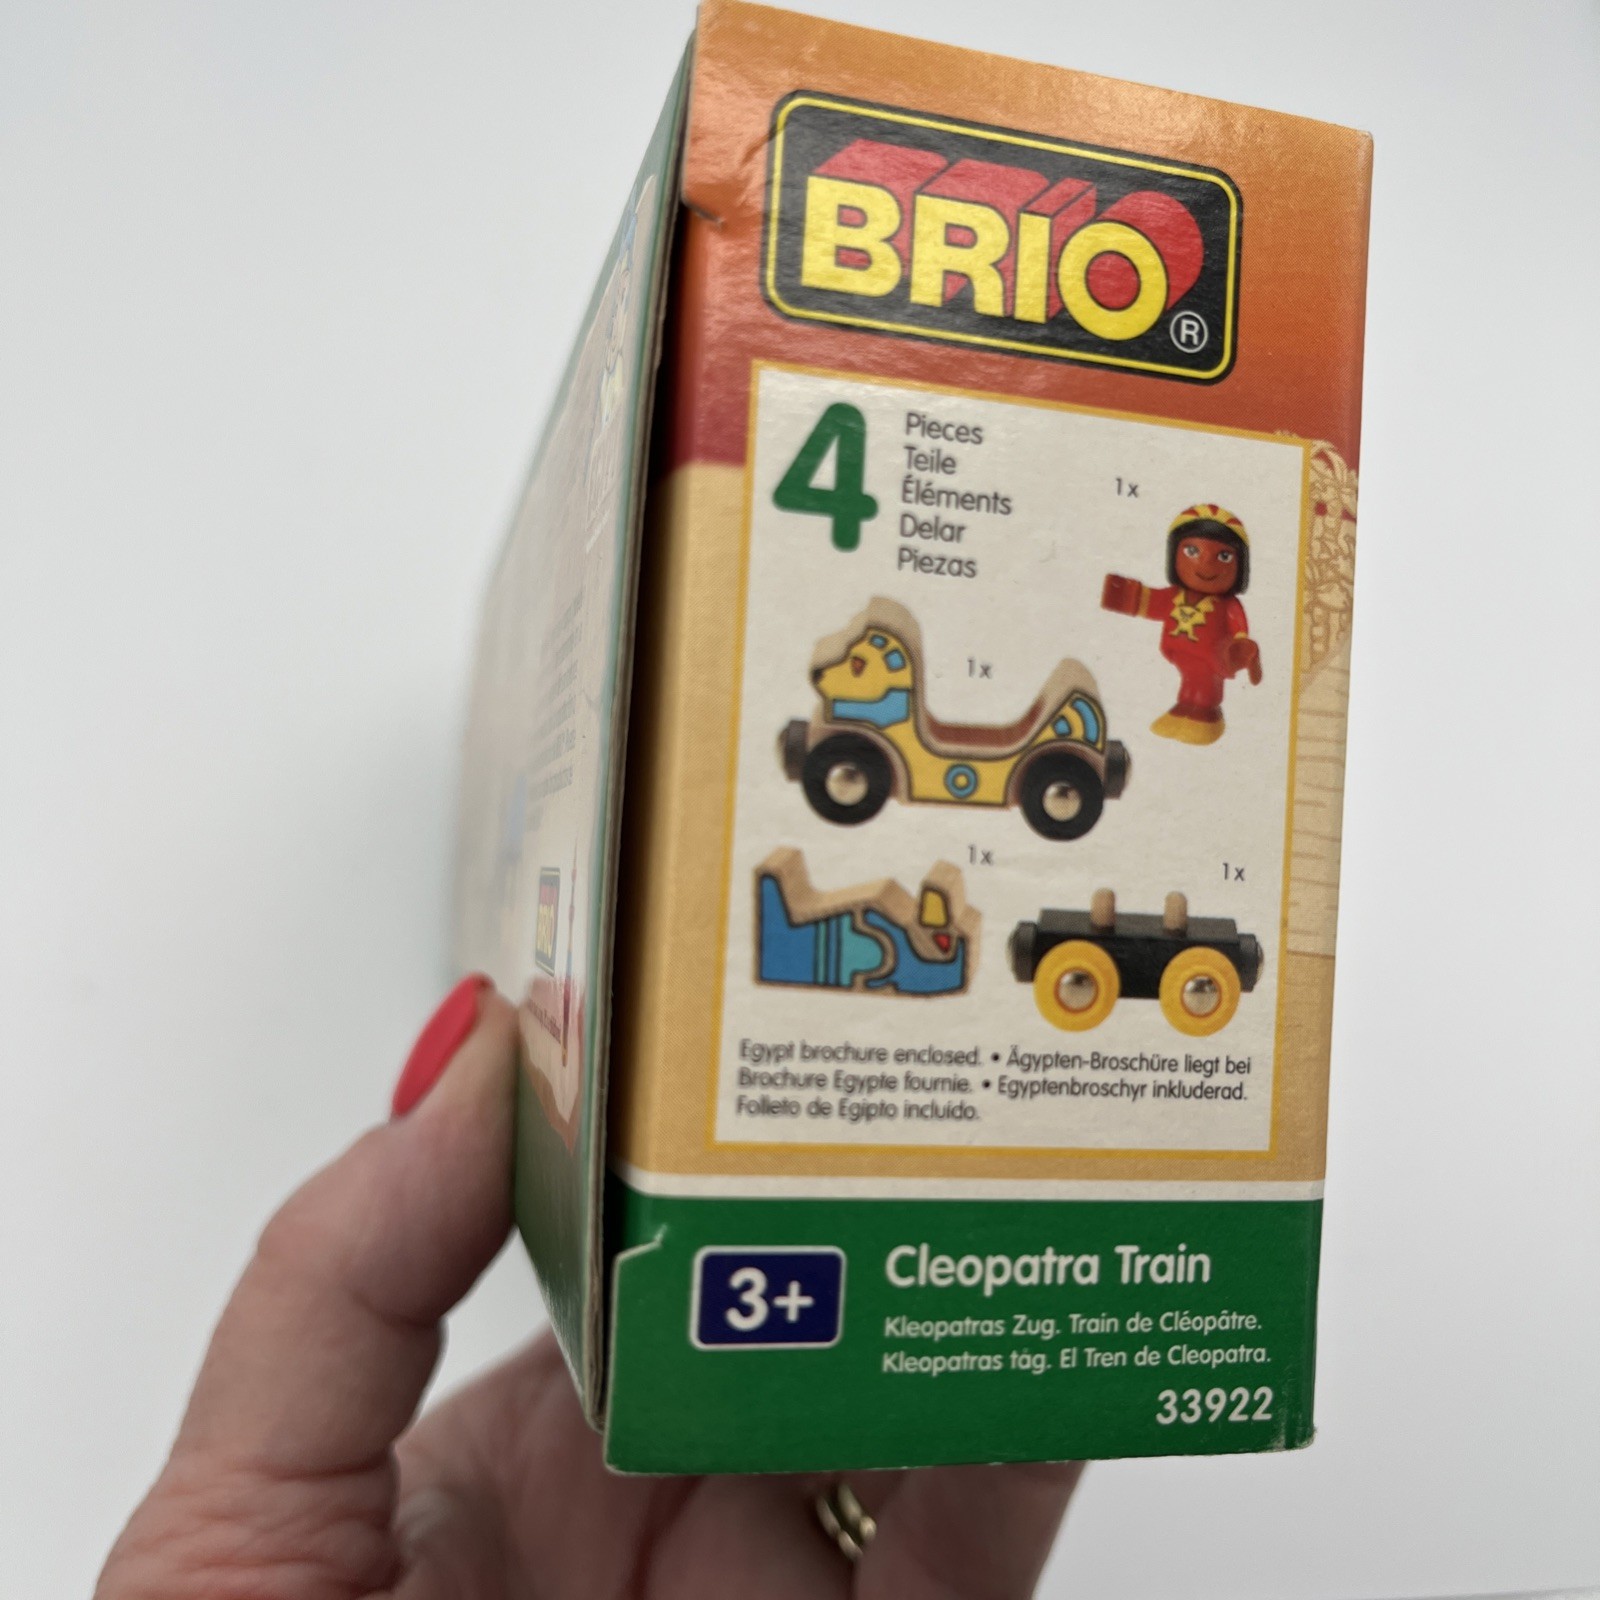 BRIO®
4
Pieces
Teile
Éléments
Delar
Piezas
1x
1x
1x
1x
Egypt brochure enclosed. • Ägypten-Broschüre liegt bei
Brochure Egypte fournie. • Egyptenbroschyr inkluderad.
Folleto de Egipto incluido.
3+
Cleopatra Train
Kleopatras Zug. Train de Cléopâtre.
Kleopatras tåg. El Tren de Cleopatra.
33922
BRIO